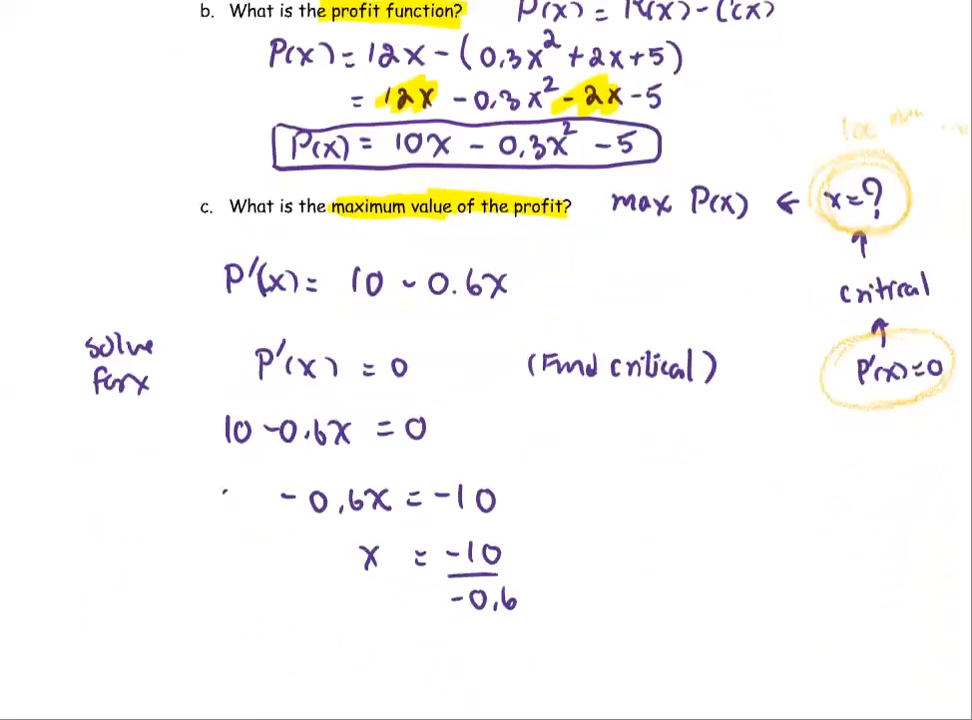 b. What is the profit function? P(x) = R(x) - C(x)
P(x) = 12x - (0.3x² + 2x + 5)
= 12x - 0.3x² - 2x - 5
P(x) = 10x - 0.3x² - 5
loc
c. What is the maximum value of the profit? max P(x) ← x=?
↑
P'(x) = 10 - 0.6x critical
↑
solve for x P'(x) = 0 (Find critical) P'(x) = 0
10 - 0.6x = 0
- 0.6x = -10
x = -10
-0.6